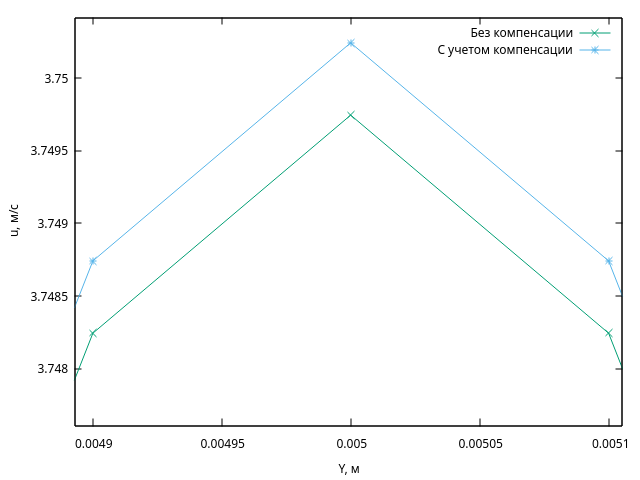 Без компенсации
С учетом компенсации
3.75
3.7495
3.749
3.7485
3.748
u, м/с
0.0049
0.00495
0.005
0.00505
0.0051
Y, м